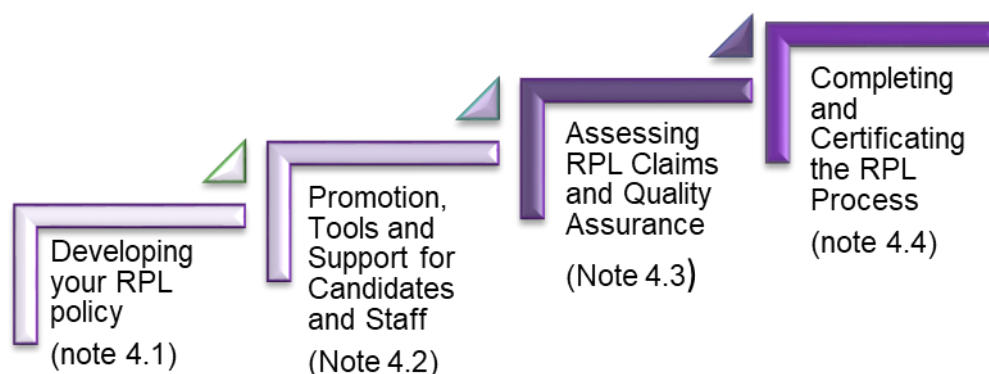 Developing
your RPL
policy
(note 4.1)
Promotion,
Tools and
Support for
Candidates
and Staff
(Note 4.2)
Assessing
RPL Claims
and Quality
Assurance
(Note 4.3)
Completing
and
Certificating
the RPL
Process
(note 4.4)